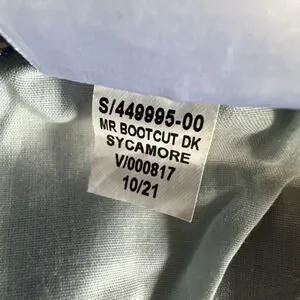 S/449995-00
MR BOOTCUT DK
SYCAMORE
V/000817
10/21